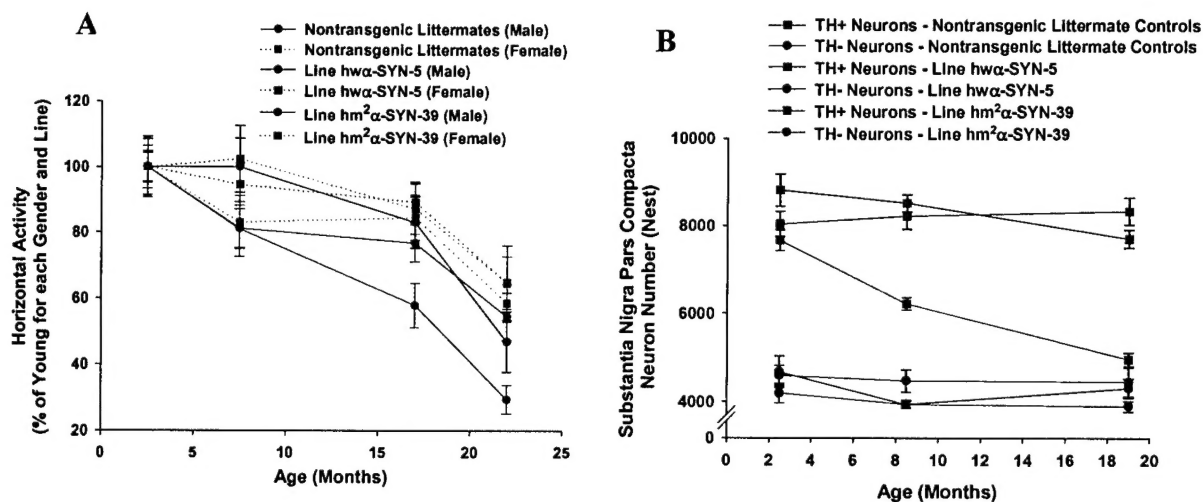 A
Nontransgenic Littermates (Male)
Nontransgenic Littermates (Female)
Line hwα-SYN-5 (Male)
Line hwα-SYN-5 (Female)
Line hm²α-SYN-39 (Male)
Line hm²α-SYN-39 (Female)
Horizontal Activity
(% of Young for each Gender and Line)
120
100
80
60
40
20
0
5
10
15
20
25
Age (Months)
B
TH+ Neurons - Nontransgenic Littermate Controls
TH- Neurons - Nontransgenic Littermate Controls
TH+ Neurons - Line hwα-SYN-5
TH- Neurons - Line hwα-SYN-5
TH+ Neurons - Line hm²α-SYN-39
TH- Neurons - Line hm²α-SYN-39
Substantia Nigra Pars Compacta
Neuron Number (Nest)
10000
8000
6000
4000
0
0
2
4
6
8
10
12
14
16
18
20
Age (Months)